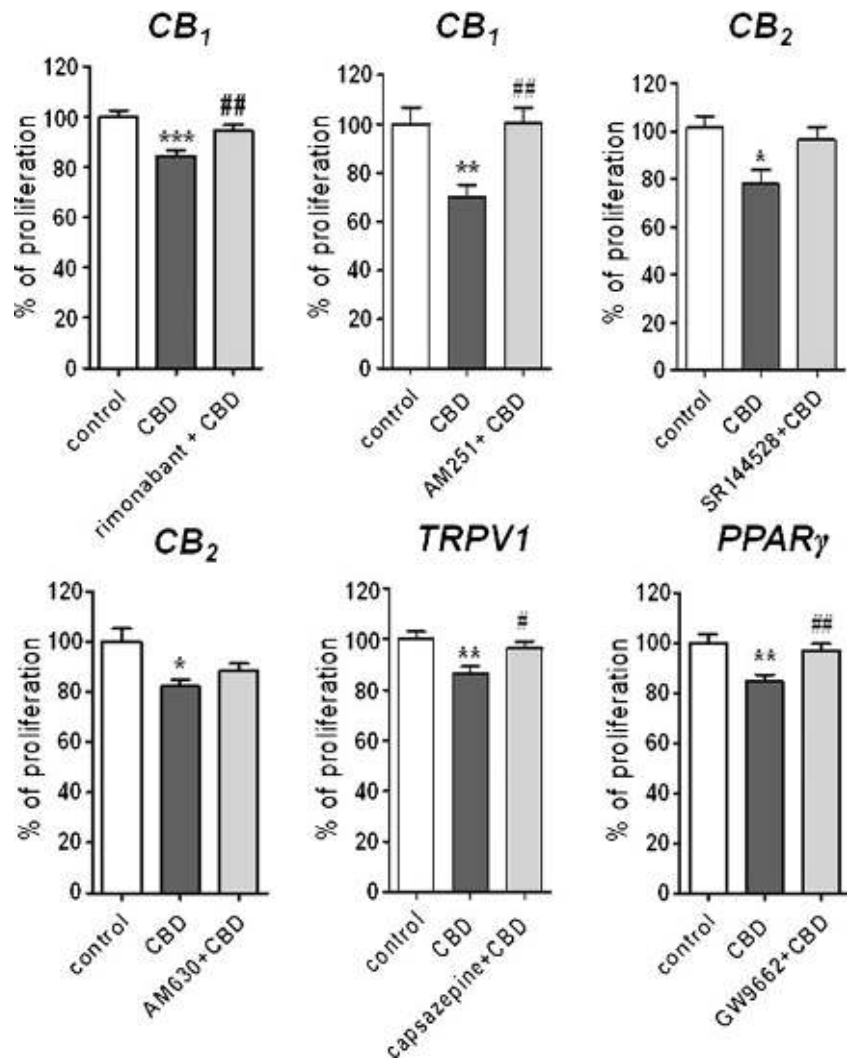 CB₁
% of proliferation
120
100
80
60
40
20
0
***
##
control
CBD
rimonabant + CBD
CB₁
% of proliferation
120
100
80
60
40
20
0
**
##
control
CBD
AM251+ CBD
CB₂
% of proliferation
120
100
80
60
40
20
0
*
control
CBD
SR144528+CBD
CB₂
% of proliferation
120
100
80
60
40
20
0
*
control
CBD
AM630+CBD
TRPV1
% of proliferation
120
100
80
60
40
20
0
**
#
control
CBD
capsazepine+CBD
PPARγ
% of proliferation
120
100
80
60
40
20
0
**
##
control
CBD
GW9662+CBD